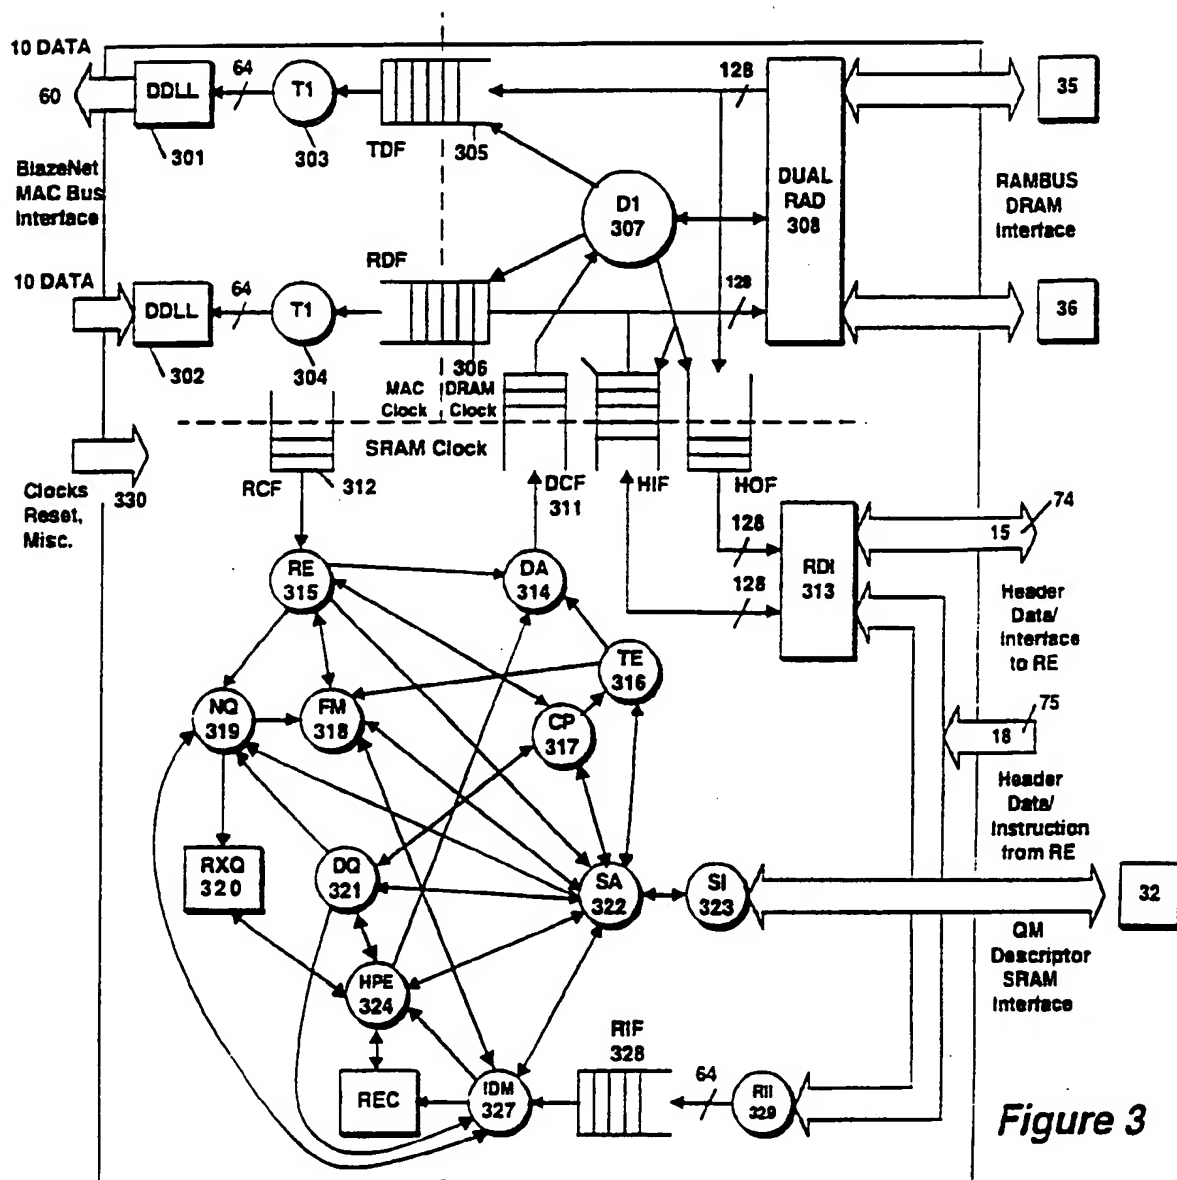 10 DATA
60
DDLL
301
64
T1
303
TDF
305
128
DUAL
RAD
308
35
BlazeNet
MAC Bus
Interface
D1
307
RAMBUS
DRAM
Interface
10 DATA
DDLL
302
64
T1
304
RDF
306
128
36
MAC
Clock
DRAM
Clock
SRAM Clock
Clocks
Reset,
Misc.
330
RCF
312
DCF
311
HIF
HOF
128
128
RDI
313
15
74
Header
Data/
Interface
to RE
RE
315
DA
314
TE
316
NQ
319
FM
318
CP
317
18
75
Header
Data/
Instruction
from RE
RXQ
320
DQ
321
SA
322
SI
323
32
QM
Descriptor
SRAM
Interface
HPE
324
REC
IDM
327
RIF
328
64
RII
329
Figure 3